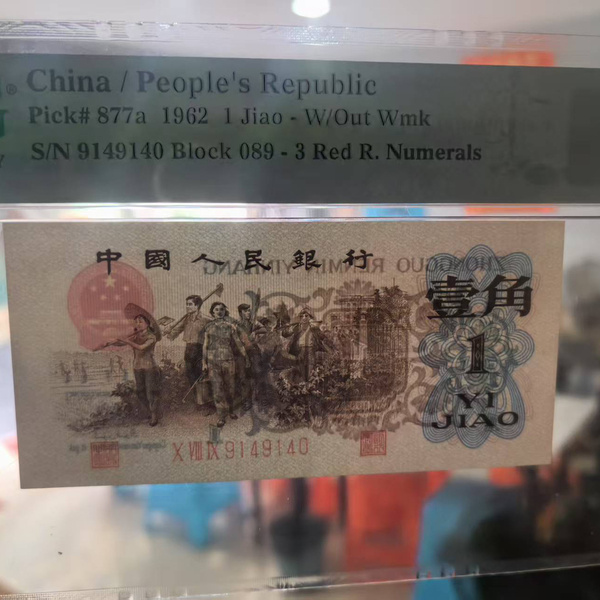 China / People's Republic
Pick# 877a 1962 1 Jiao - W/Out Wmk
S/N 9149140 Block 089 - 3 Red R. Numerals
中國人民銀行
ZHONGGUO RENMIN YINHANG
壹角
1
YI
JIAO
X VIII IX 9149140